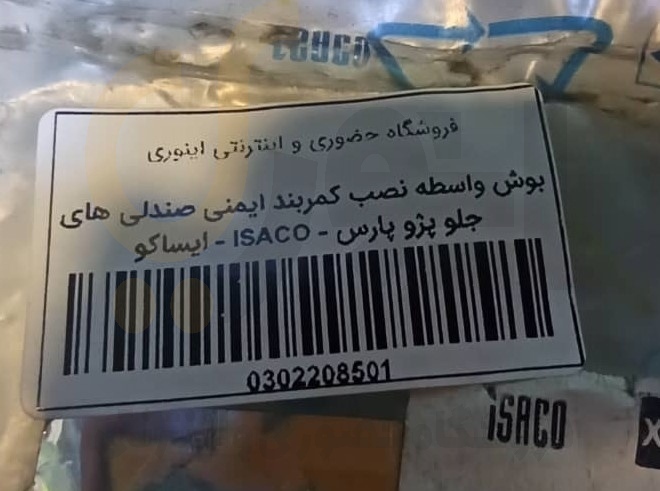 فروشگاه حضوری و اینترنتی اینوری
بوش واسطه نصب کمربند ایمنی صندلی های
جلو پژو پارس - ISACO - ایساکو
0302208501
iSACO
X